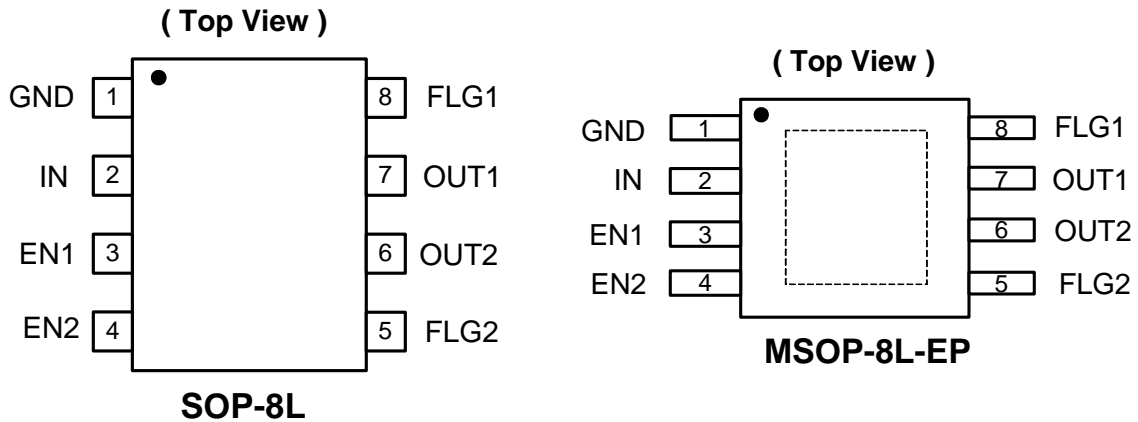 ( Top View )
GND 1 8 FLG1
IN 2 7 OUT1
EN1 3 6 OUT2
EN2 4 5 FLG2
SOP-8L
( Top View )
GND 1 8 FLG1
IN 2 7 OUT1
EN1 3 6 OUT2
EN2 4 5 FLG2
MSOP-8L-EP